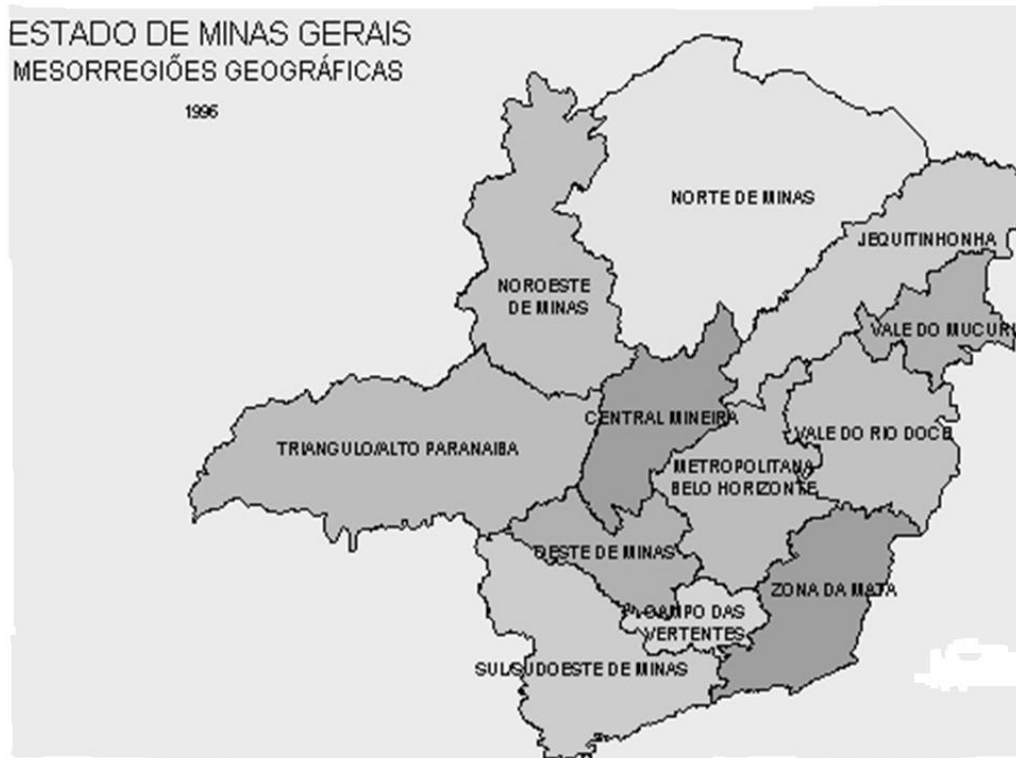 ESTADO DE MINAS GERAIS
MESORREGIÕES GEOGRÁFICAS
1996
NORTE DE MINAS
JEQUITINHONHA
NOROESTE
DE MINAS
VALE DO MUCURI
CENTRAL MINEIRA
TRIANGULO/ALTO PARANAIBA
VALE DO RIO DOCE
METROPOLITANA
BELO HORIZONTE
OESTE DE MINAS
ZONA DA MATA
CAMPO DAS
VERTENTES
SUL/SUDOESTE DE MINAS